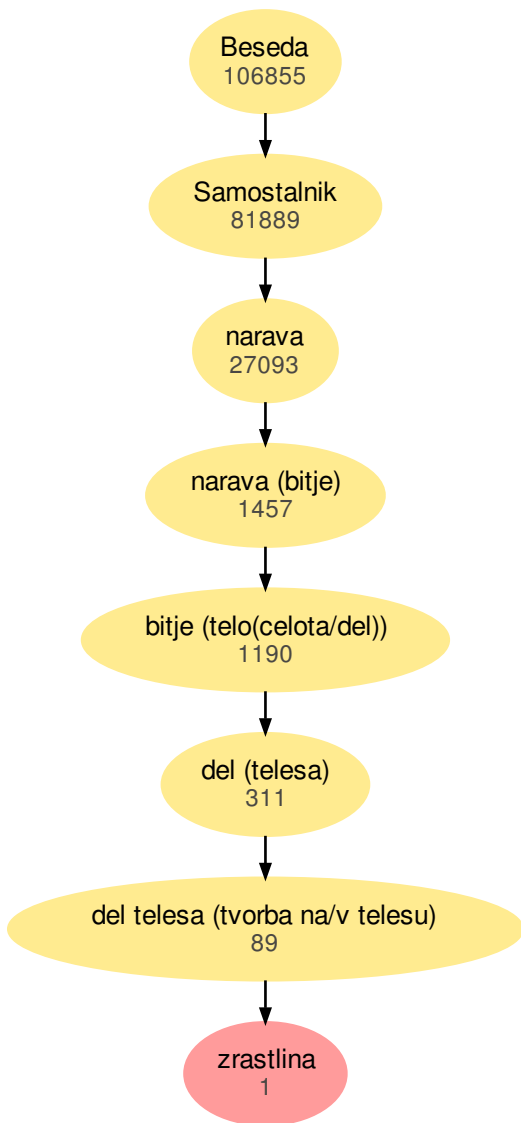 Beseda
106855
Samostalnik
81889
narava
27093
narava (bitje)
1457
bitje (telo(celota/del))
1190
del (telesa)
311
del telesa (tvorba na/v telesu)
89
zrastlina
1